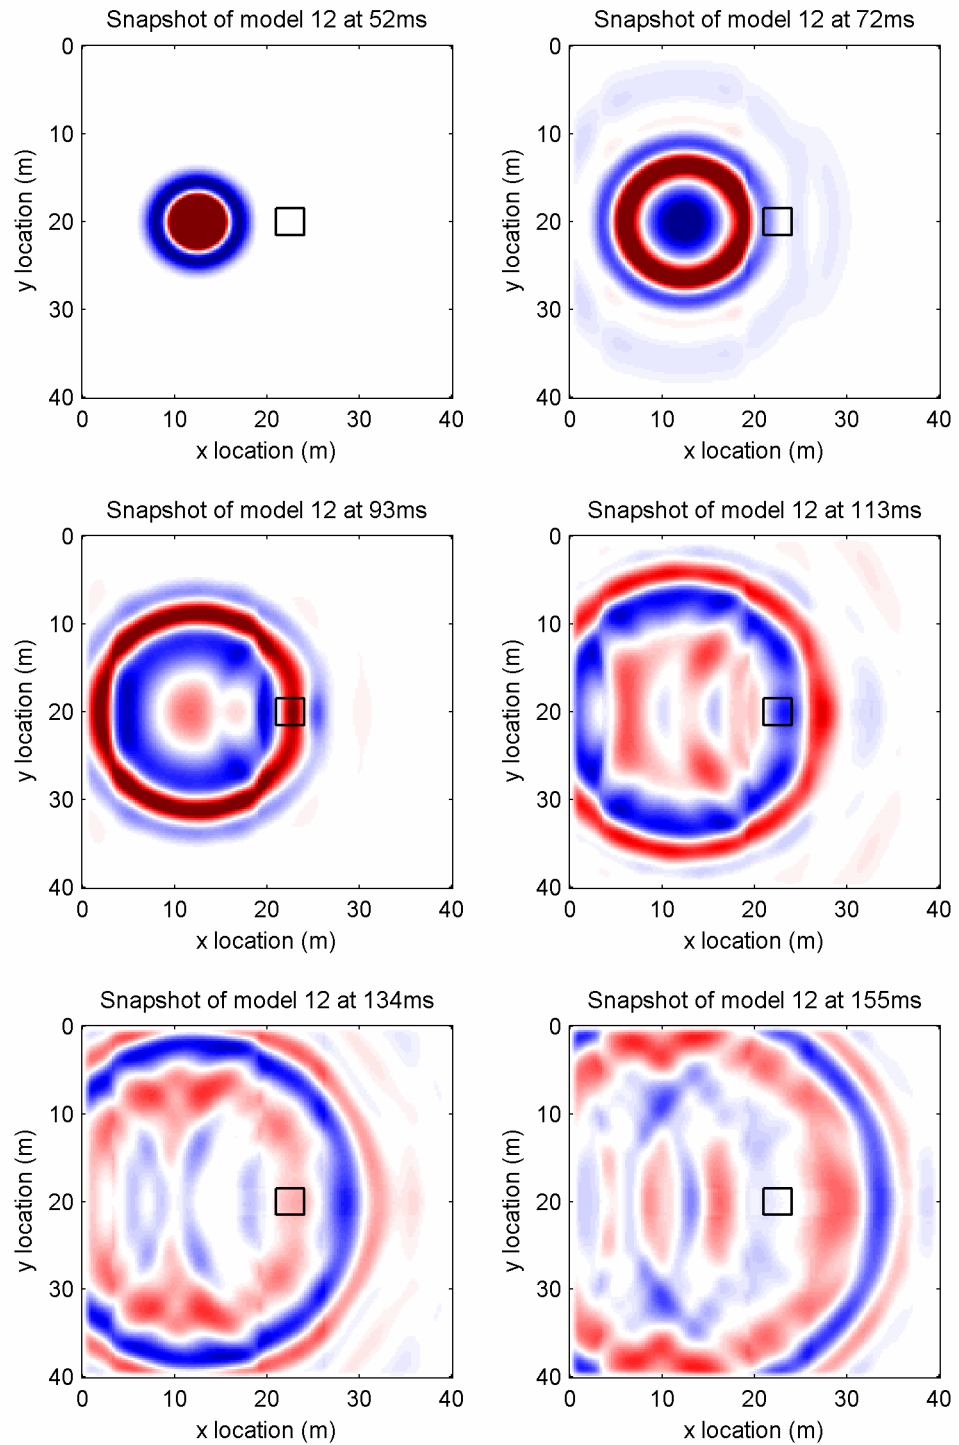 Snapshot of model 12 at 52ms
0
10
20
30
40
0 10 20 30 40
y location (m)
x location (m)
Snapshot of model 12 at 72ms
0
10
20
30
40
0 10 20 30 40
y location (m)
x location (m)
Snapshot of model 12 at 93ms
0
10
20
30
40
0 10 20 30 40
y location (m)
x location (m)
Snapshot of model 12 at 113ms
0
10
20
30
40
0 10 20 30 40
y location (m)
x location (m)
Snapshot of model 12 at 134ms
0
10
20
30
40
0 10 20 30 40
y location (m)
x location (m)
Snapshot of model 12 at 155ms
0
10
20
30
40
0 10 20 30 40
y location (m)
x location (m)